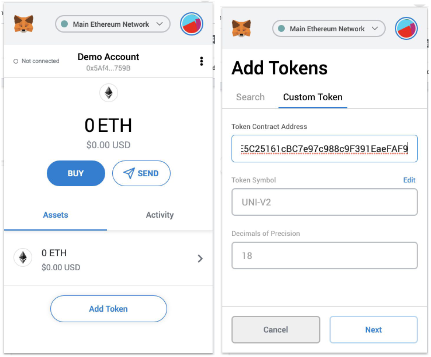 Main Ethereum Network
Not connected
Demo Account
0x5Af4...7593
0 ETH
$0.00 USD
BUY
SEND
Assets
Activity
0 ETH
$0.00 USD
Add Token
Main Ethereum Network
Add Tokens
Search
Custom Token
Token Contract Address
E5C25161cBC7e97c988c9F391EaeFAF9
Token Symbol
Edit
UNI-V2
Decimals of Precision
18
Cancel
Next